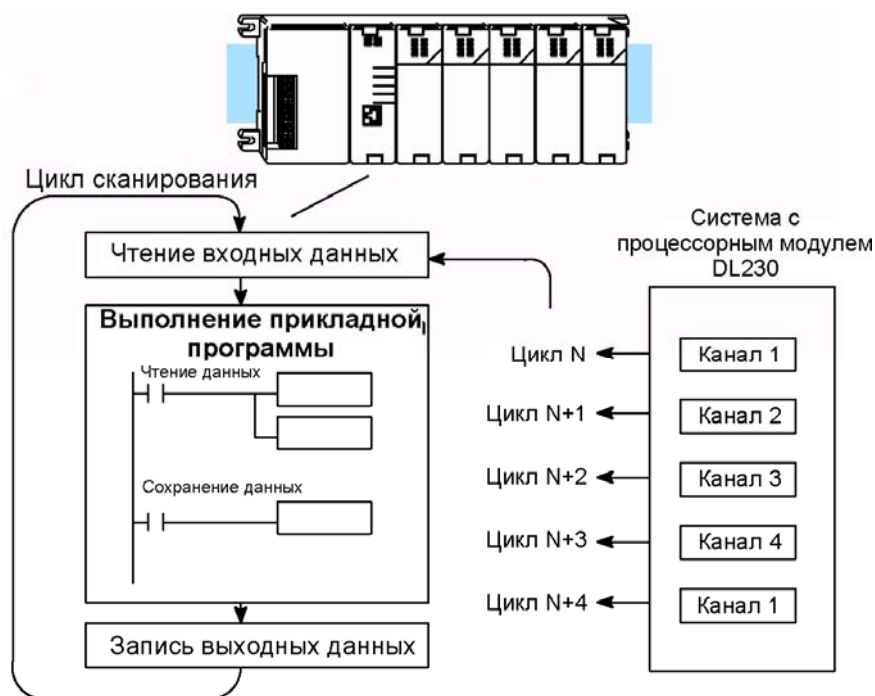 Цикл сканирования
Чтение входных данных
Выполнение прикладной
программы
Чтение данных
Сохранение данных
Запись выходных данных
Система с
процессорным модулем
DL230
Цикл N
Канал 1
Цикл N+1
Канал 2
Цикл N+2
Канал 3
Цикл N+3
Канал 4
Цикл N+4
Канал 1